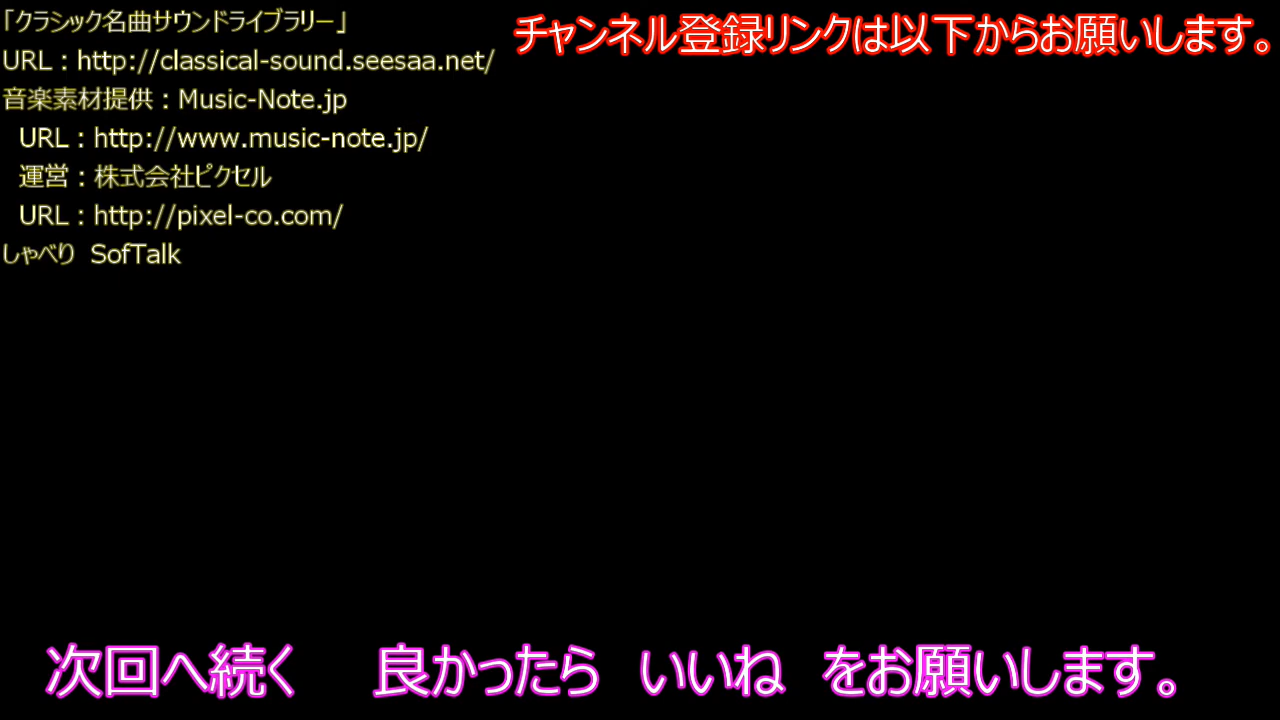 「クラシック名曲サウンドライブラリー」
チャンネル登録リンクは以下からお願いします。
URL：http://classical-sound.seesaa.net/
音楽素材提供：Music-Note.jp
URL：http://www.music-note.jp/
運営：株式会社ピクセル
URL：http://pixel-co.com/
しゃべり SofTalk
次回へ続く 良かったら いいね をお願いします。